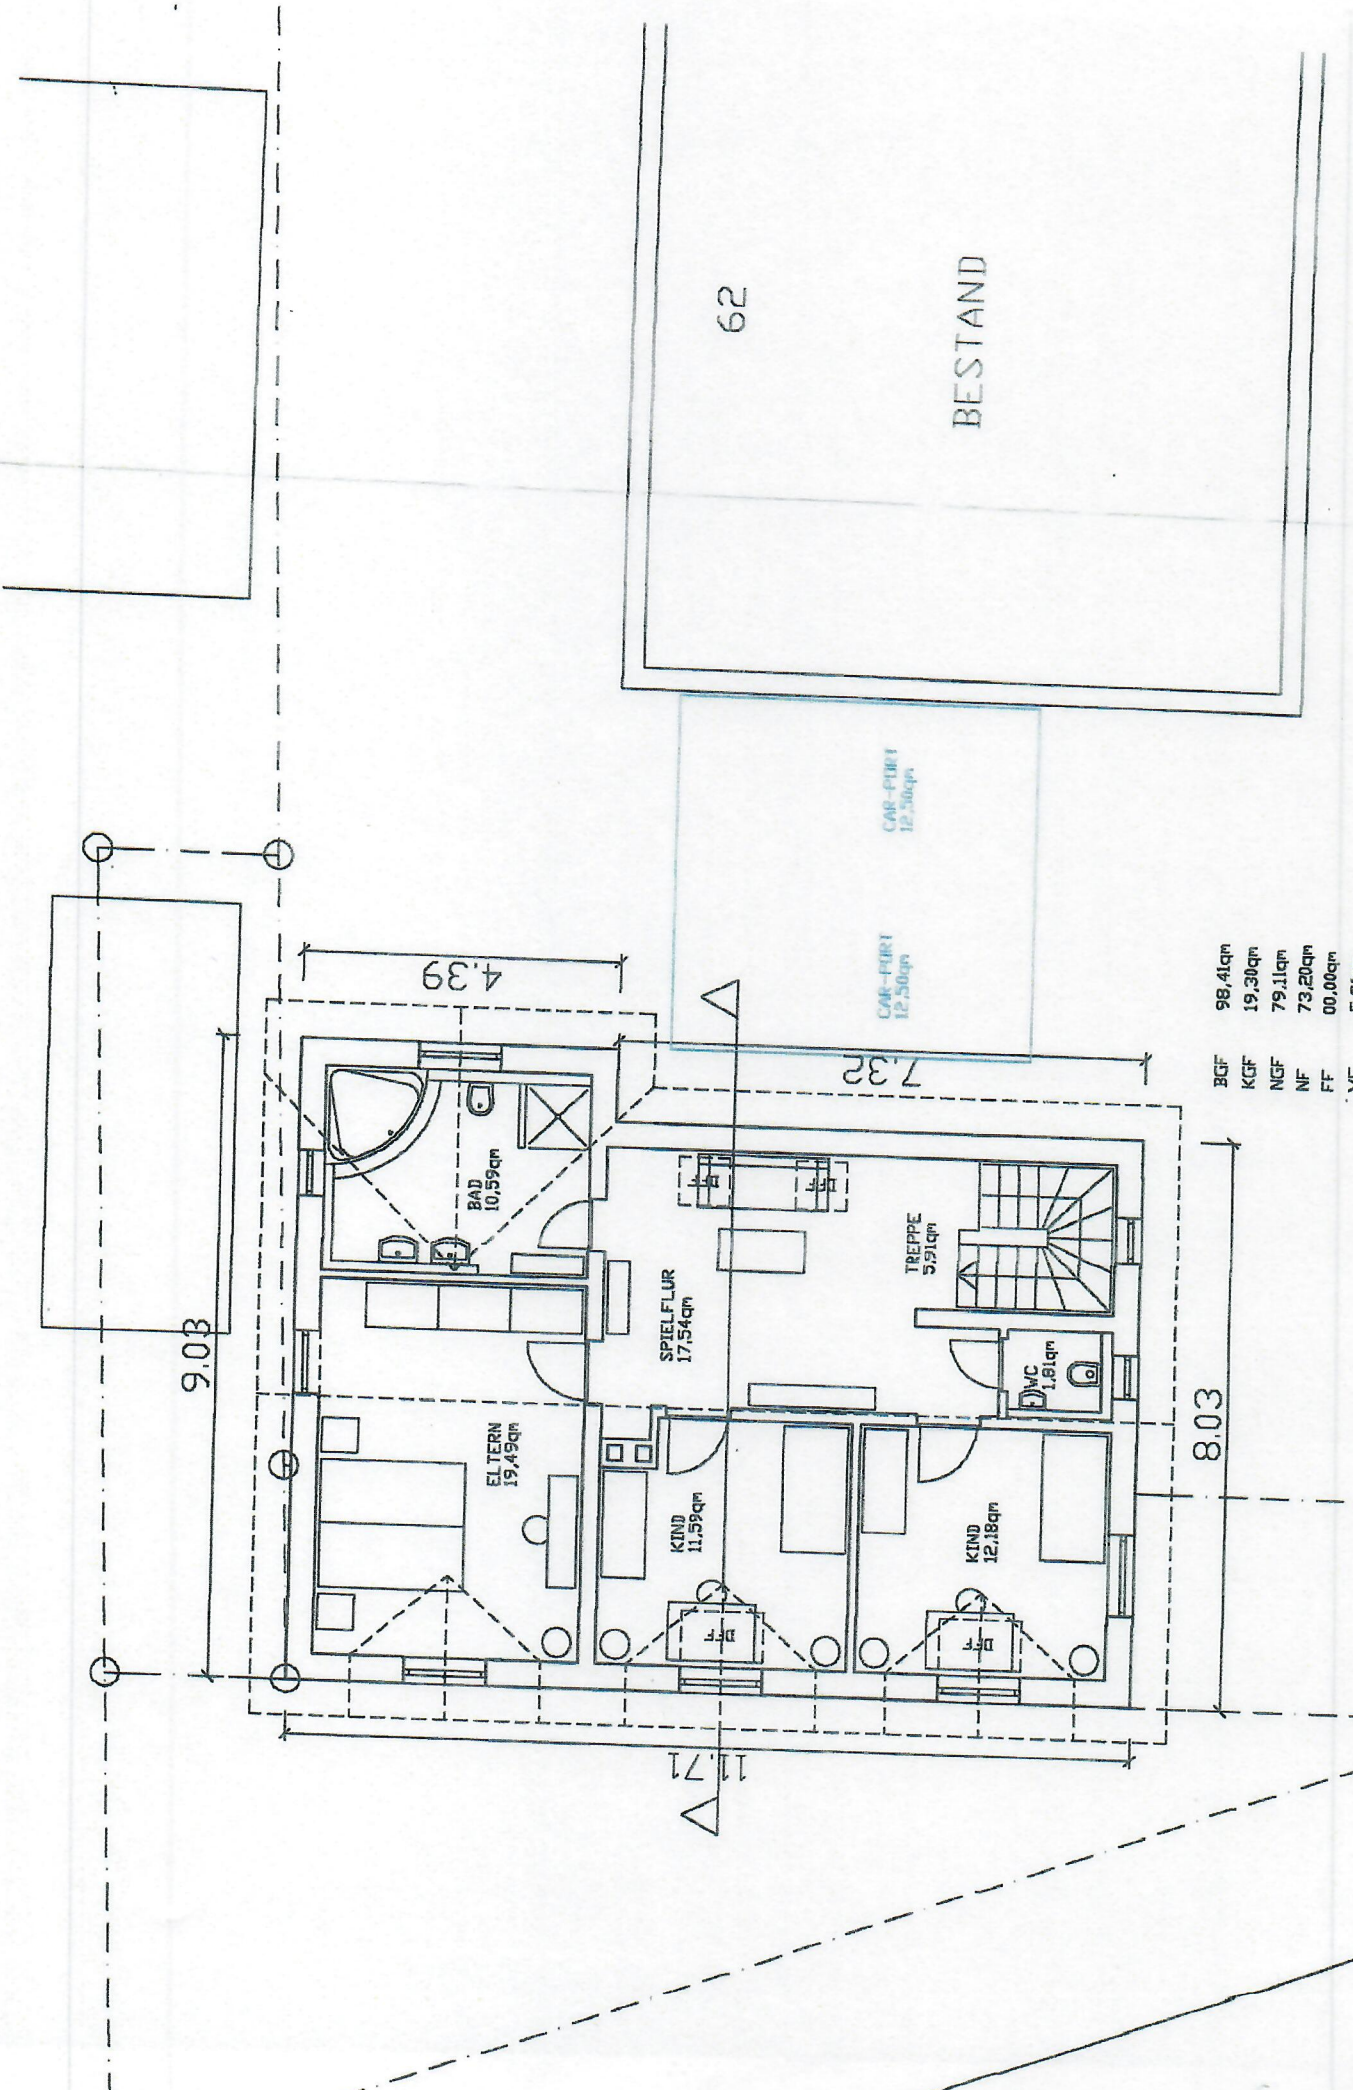 62
BESTAND
CAR-PORT
12,50qm
CAR-PORT
12,50qm
4.39
7.32
9.03
8.03
11.71
BAD
10,59qm
ELTERN
19,49qm
SPIELFLUR
17,54qm
TREPPE
5,91qm
WC
1,81qm
KIND
11,59qm
KIND
12,18qm
DFF
DFF
BGF 98,41qm
KGF 19,30qm
NGF 79,11qm
NF 73,20qm
FF 00,00qm